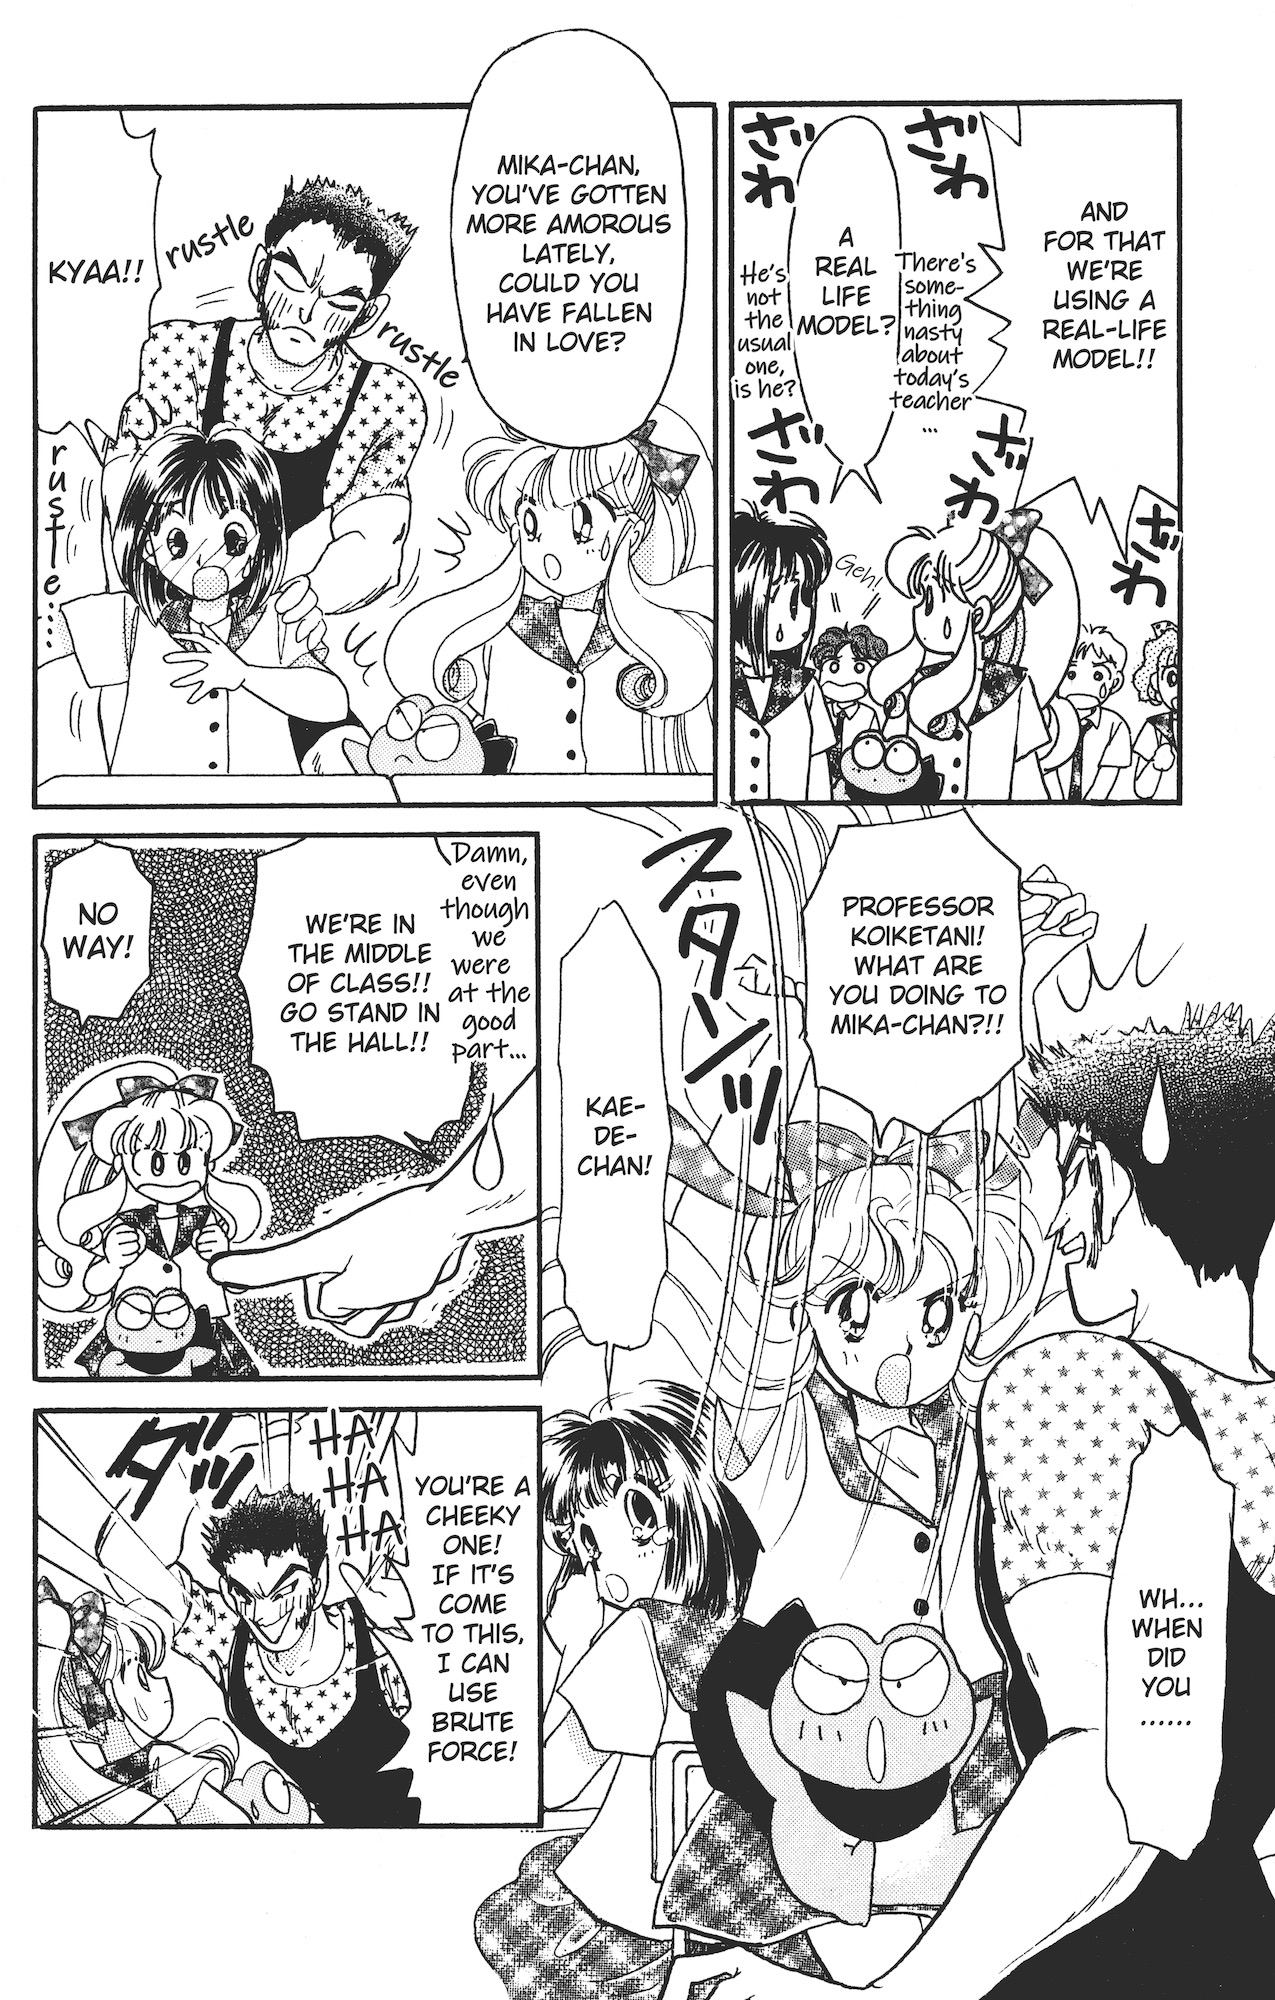 AND
FOR THAT
WE'RE
USING A
REAL-LIFE
MODEL!!
ざわ
There's
some-
thing
nasty
about
today's
teacher
...
A
REAL
LIFE
MODEL?
ざわ
He's
not
the
usual
one,
is he?
ざわ
ざわ
ざわ
Geh!
MIKA-CHAN,
YOU'VE GOTTEN
MORE AMOROUS
LATELY,
COULD YOU
HAVE FALLEN
IN LOVE?
rustle
rustle
KYAA!!
rustle....
PROFESSOR
KOIKETANI!
WHAT ARE
YOU DOING TO
MIKA-CHAN?!!
スタンッ
KAE-
DE-
CHAN!
WH...
WHEN
DID
YOU
......
Damn,
even
though
we
were
at the
good
part...
WE'RE IN
THE MIDDLE
OF CLASS!!
GO STAND IN
THE HALL!!
NO
WAY!
YOU'RE A
CHEEKY
ONE!
IF IT'S
COME
TO THIS,
I CAN
USE
BRUTE
FORCE!
HA
HA
HA
ダッ